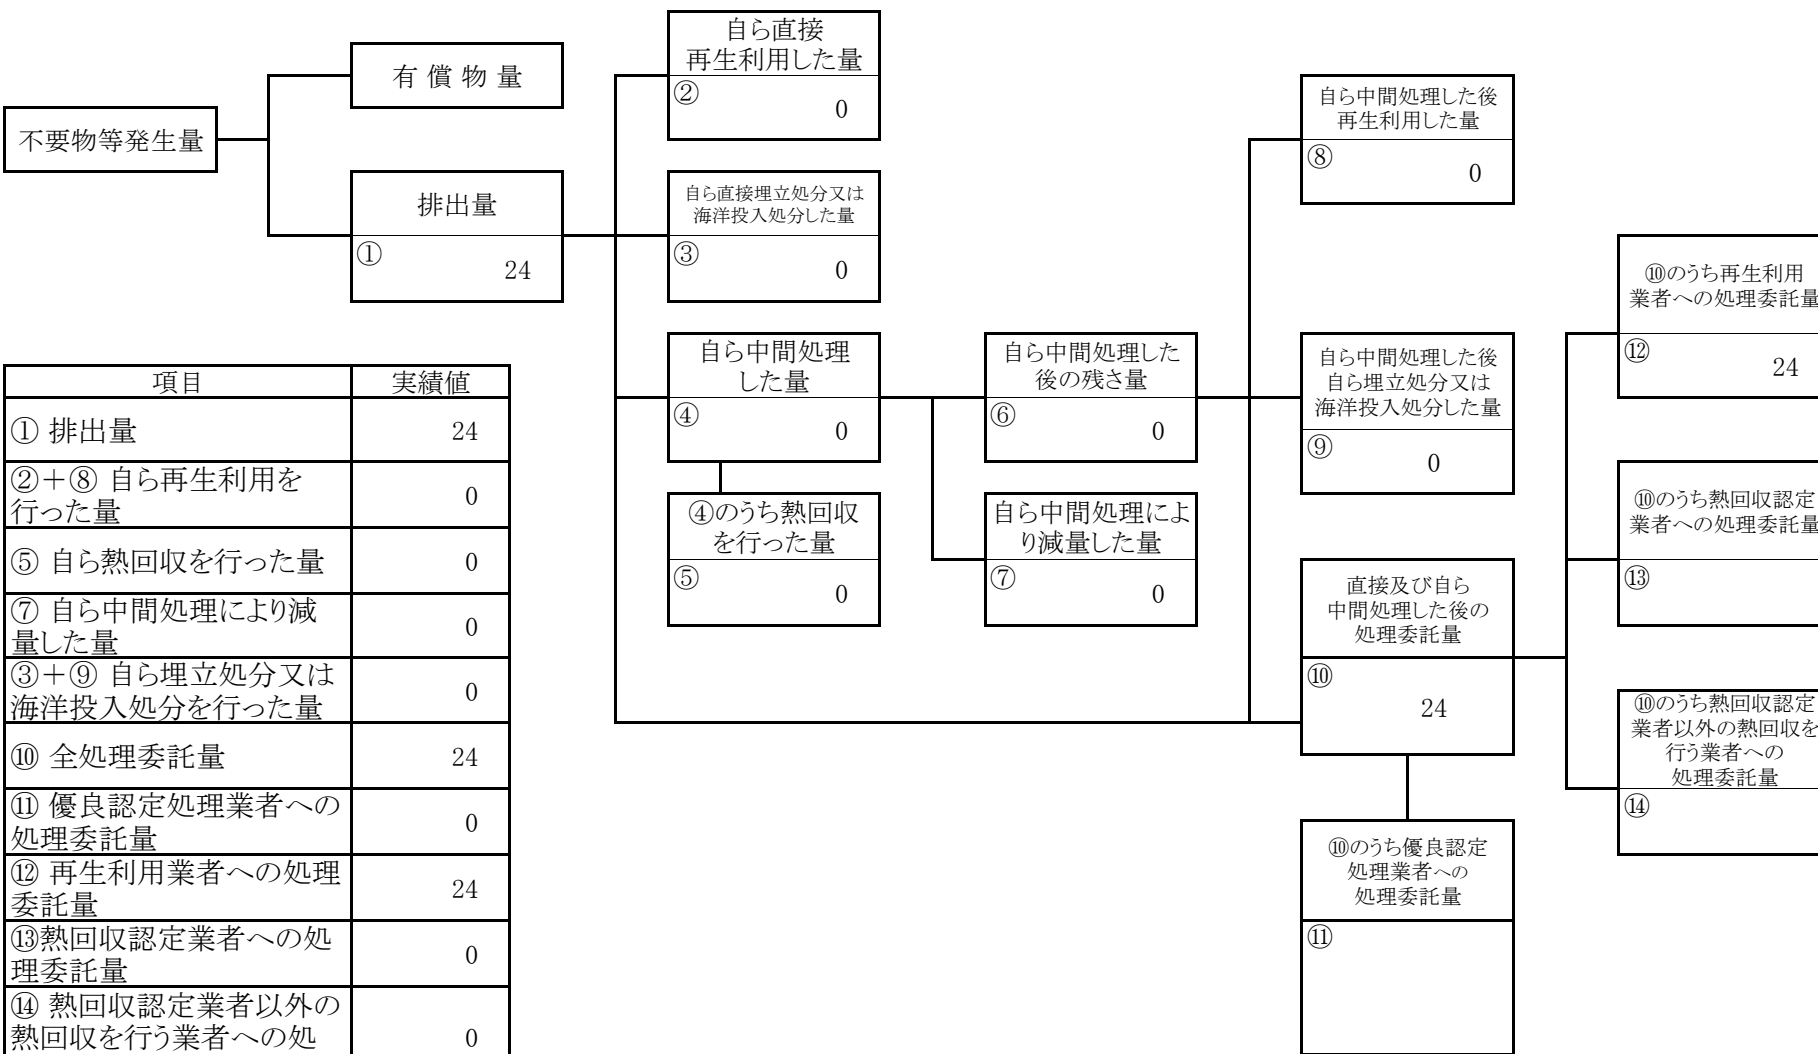 不要物等発生量
有 償 物 量
排出量
①
24
自ら直接
再生利用した量
②
0
自ら直接埋立処分又は
海洋投入処分した量
③
0
自ら中間処理
した量
④
0
④のうち熱回収
を行った量
⑤
0
自ら中間処理した
後の残さ量
⑥
0
自ら中間処理によ
り減量した量
⑦
0
自ら中間処理した後
再生利用した量
⑧
0
自ら中間処理した後
自ら埋立処分又は
海洋投入処分した量
⑨
0
直接及び自ら
中間処理した後の
処理委託量
⑩
24
⑩のうち優良認定
処理業者への
処理委託量
⑪
⑩のうち再生利用
業者への処理委託量
⑫
24
⑩のうち熱回収認定
業者への処理委託量
⑬
⑩のうち熱回収認定
業者以外の熱回収を
行う業者への
処理委託量
⑭
項目 実績値
① 排出量 24
②+⑧ 自ら再生利用を
行った量 0
⑤ 自ら熱回収を行った量 0
⑦ 自ら中間処理により減
量した量 0
③+⑨ 自ら埋立処分又は
海洋投入処分を行った量 0
⑩ 全処理委託量 24
⑪ 優良認定処理業者への
処理委託量 0
⑫ 再生利用業者への処理
委託量 24
⑬熱回収認定業者への処
理委託量 0
⑭ 熱回収認定業者以外の
熱回収を行う業者への処 0